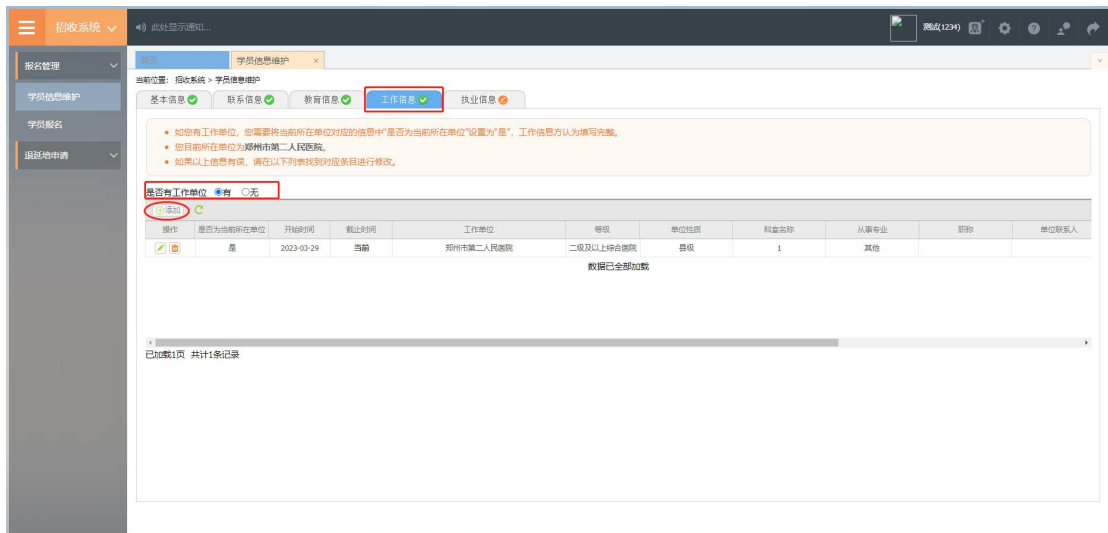 招收系统
此处显示通知...
测试(1234)
报名管理
学员信息维护
学员报名
退延培申请
首页
学员信息维护 ×
当前位置: 招收系统 > 学员信息维护
基本信息 联系信息 教育信息 工作信息 执业信息
如您有工作单位，您需要将当前所在单位对应的信息中"是否为当前所在单位"设置为"是"，工作信息方认为填写完整。
您目前所在单位为郑州市第二人民医院。
如果以上信息有误，请在以下列表找到对应条目进行修改。
是否有工作单位 有 无
添加
操作 是否为当前所在单位 开始时间 截止时间 工作单位 等级 单位性质 科室名称 从事专业 职称 单位联系人
是 2023-03-29 当前 郑州市第二人民医院 二级及以上综合医院 县级 1 其他
数据已全部加载
已加载1页 共计1条记录